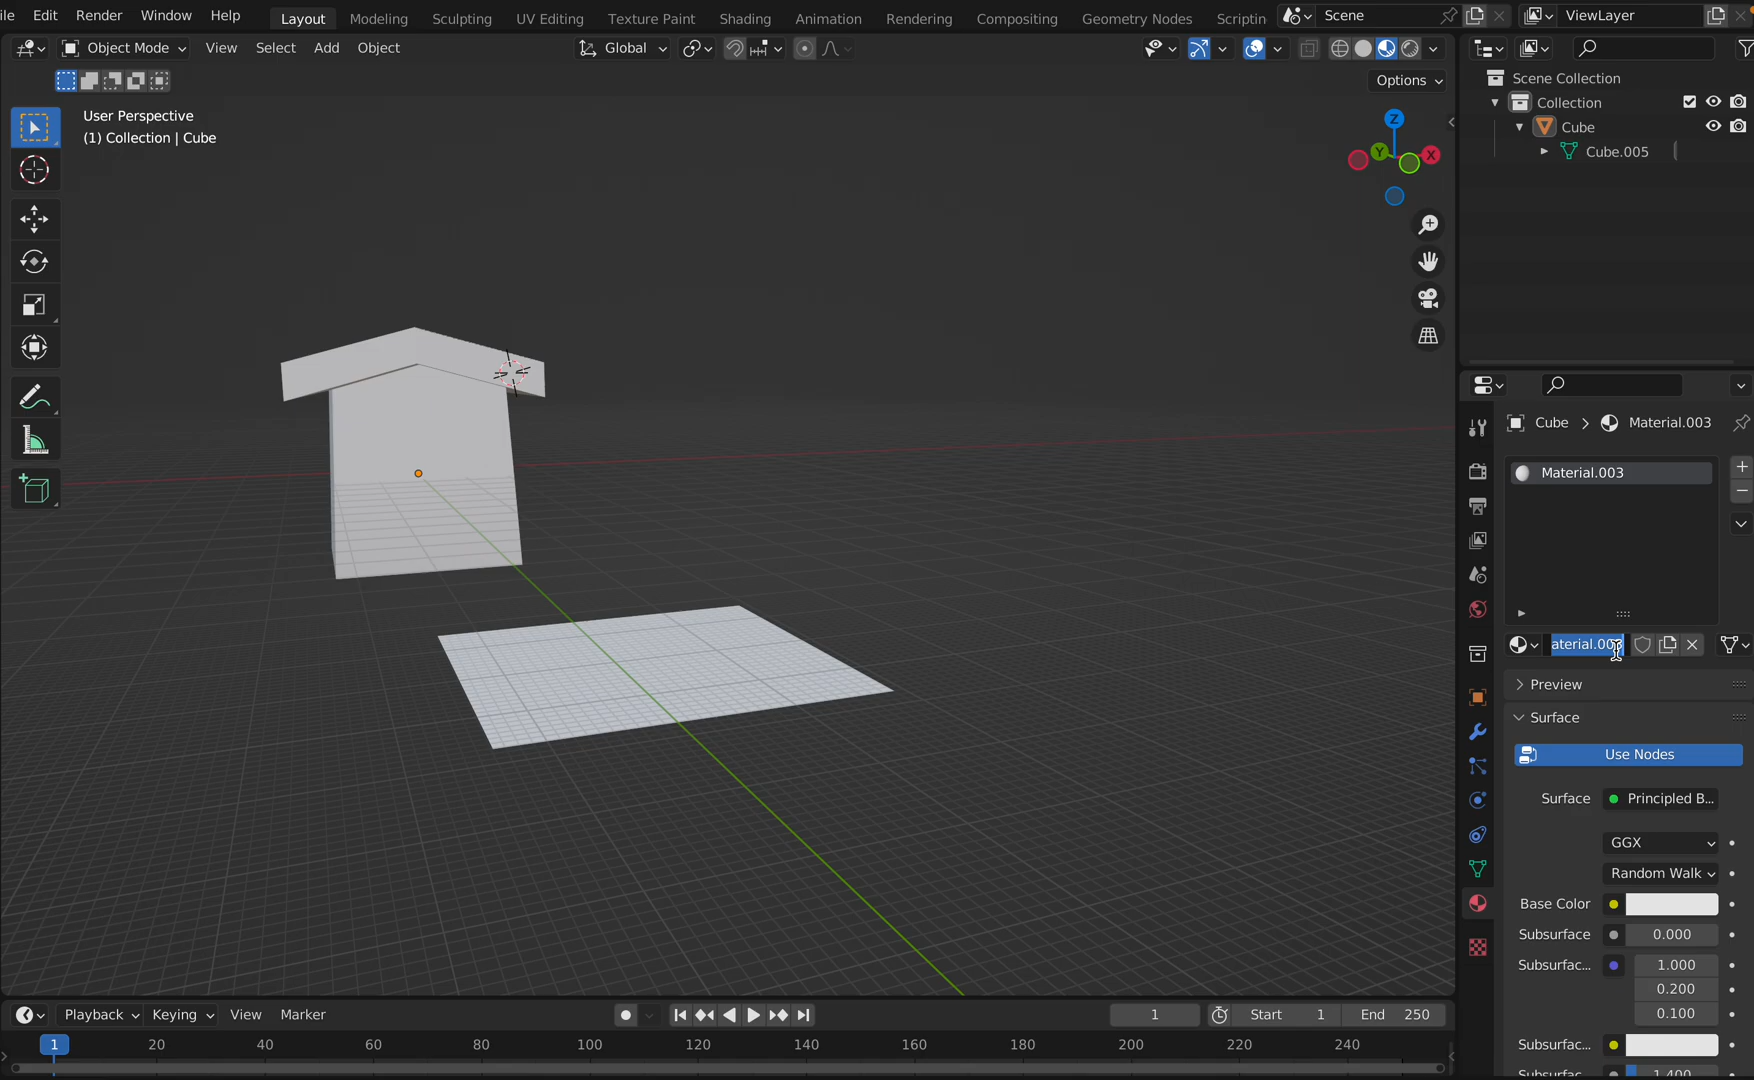 le Edit Render Window Help Layout Modeling Sculpting UV Editing Texture Paint Shading Animation Rendering Compositing Geometry Nodes Scriptin Scene ViewLayer
Object Mode View Select Add Object Global
Options
User Perspective
(1) Collection | Cube
Z
Y
X
Scene Collection
Collection
Cube
Cube.005
Cube > Material.003
Material.003
aterial.003
Preview
Surface
Use Nodes
Surface Principled B...
GGX
Random Walk
Base Color
Subsurface 0.000
Subsurfac... 1.000
0.200
0.100
Subsurfac...
Subsurfac... 1.400
Playback Keying View Marker 1 Start 1 End 250
1 20 40 60 80 100 120 140 160 180 200 220 240